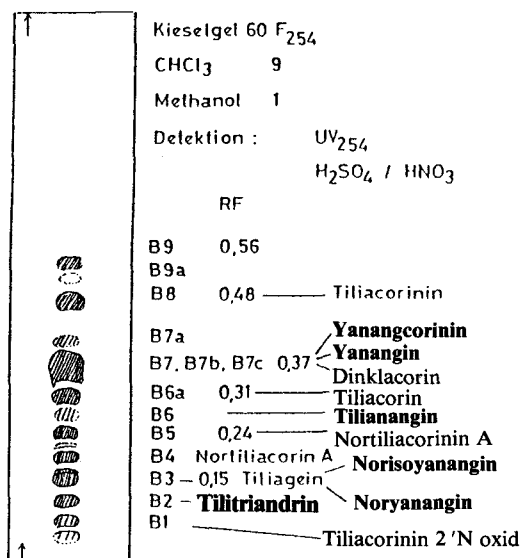 Kieselgel 60 F254
CHCl3 9
Methanol 1
Detektion : UV254
H2SO4 / HNO3
RF
B9 0,56
B9a
B8 0,48 Tiliacorinin
B7a Yanangcorinin
B7, B7b, B7c 0,37 Yanangin
Dinklacorin
B6a 0,31 Tiliacorin
B6 Tilianangin
B5 0,24 Nortiliacorinin A
B4 Nortiliacorin A
B3 – 0,15 Tiliagein Norisoyanangin
B2 – Tilitriandrin Noryanangin
B1 Tiliacorinin 2 'N oxid